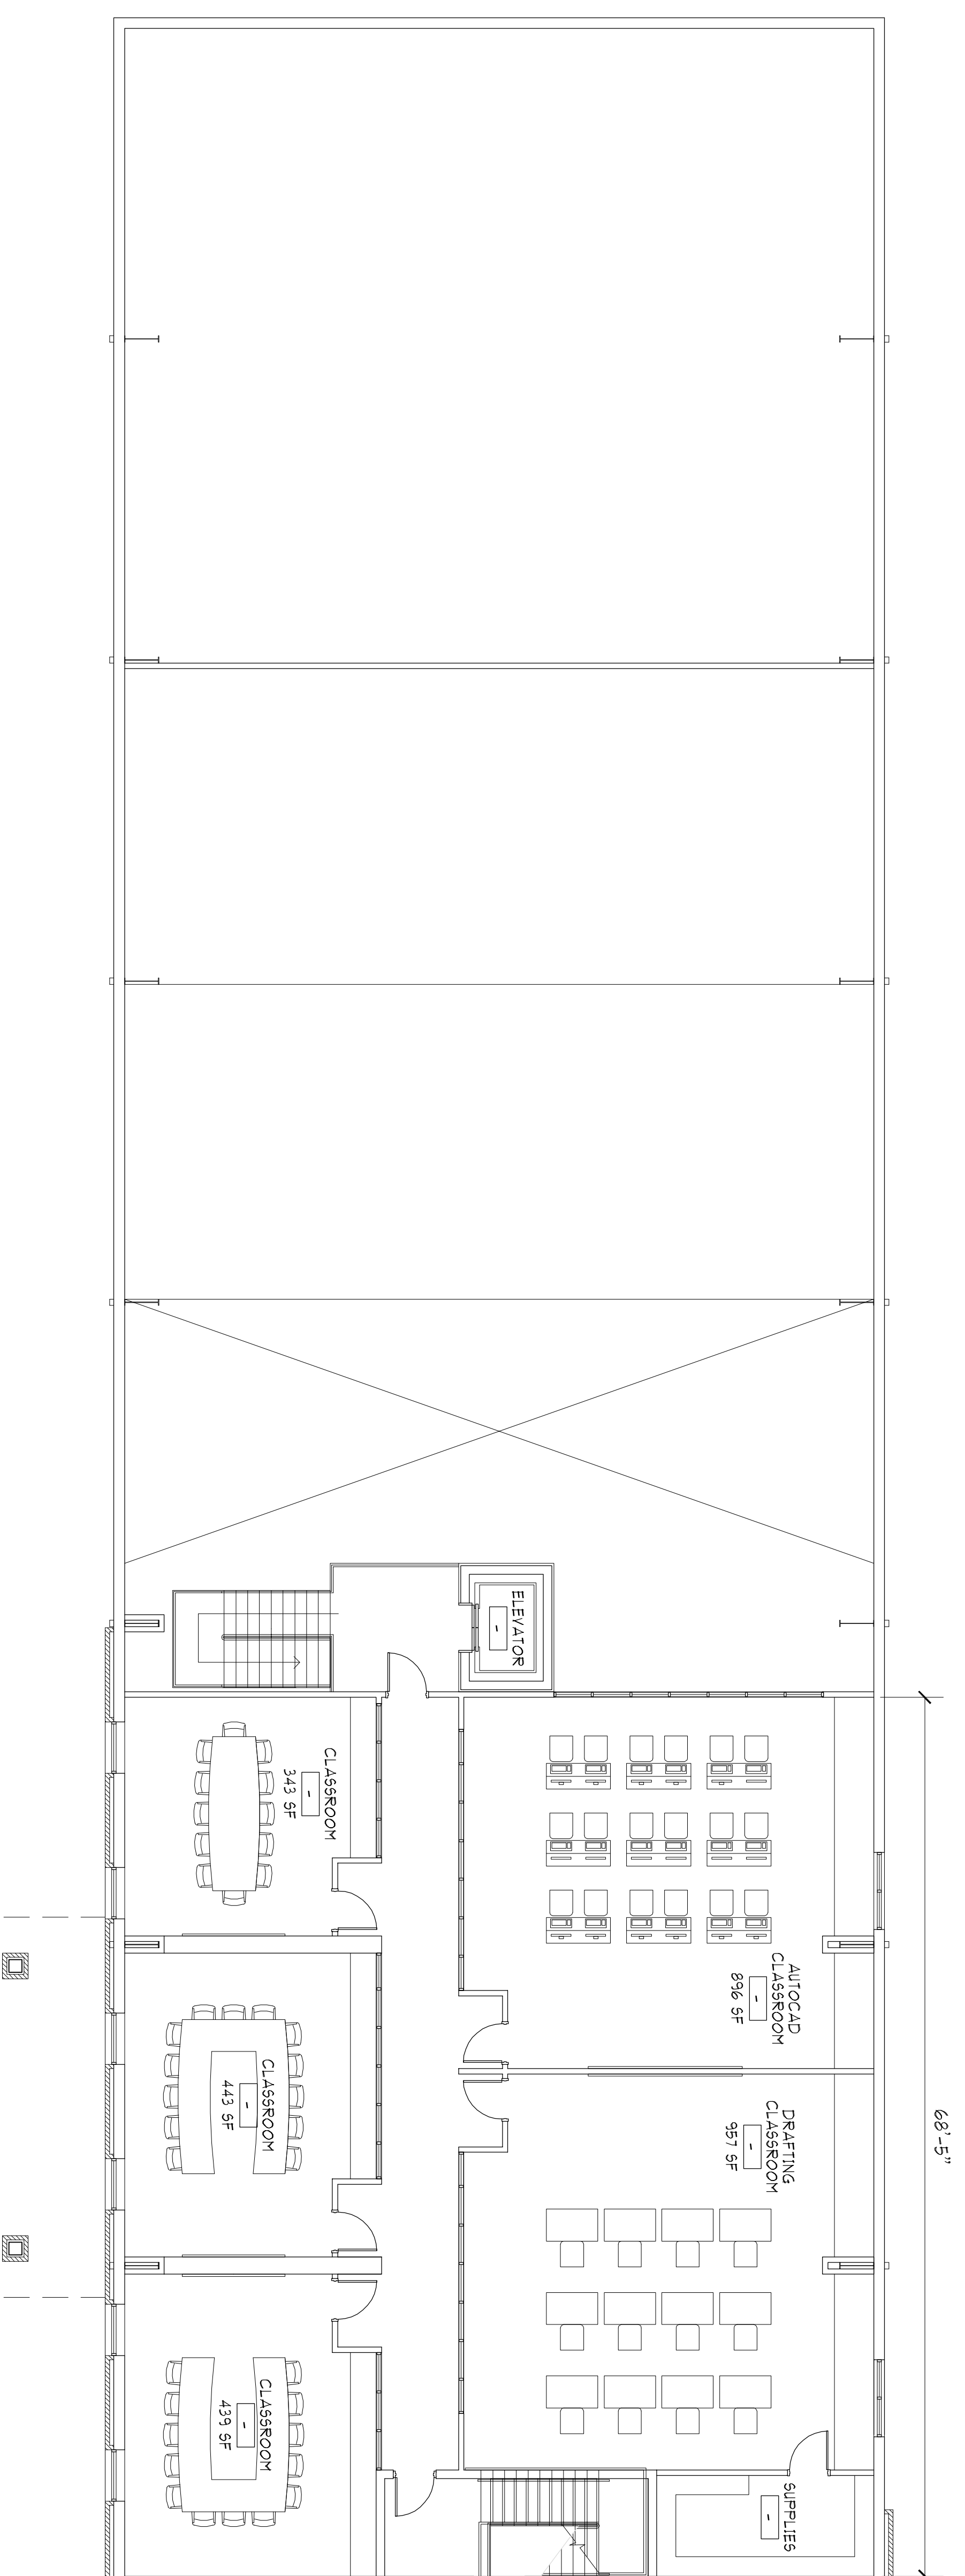 ELEVATOR
-
CLASSROOM
-
343 SF
AUTOCAD
CLASSROOM
-
896 SF
CLASSROOM
-
443 SF
DRAFTING
CLASSROOM
-
957 SF
68'-5"
CLASSROOM
-
439 SF
SUPPLIES
-